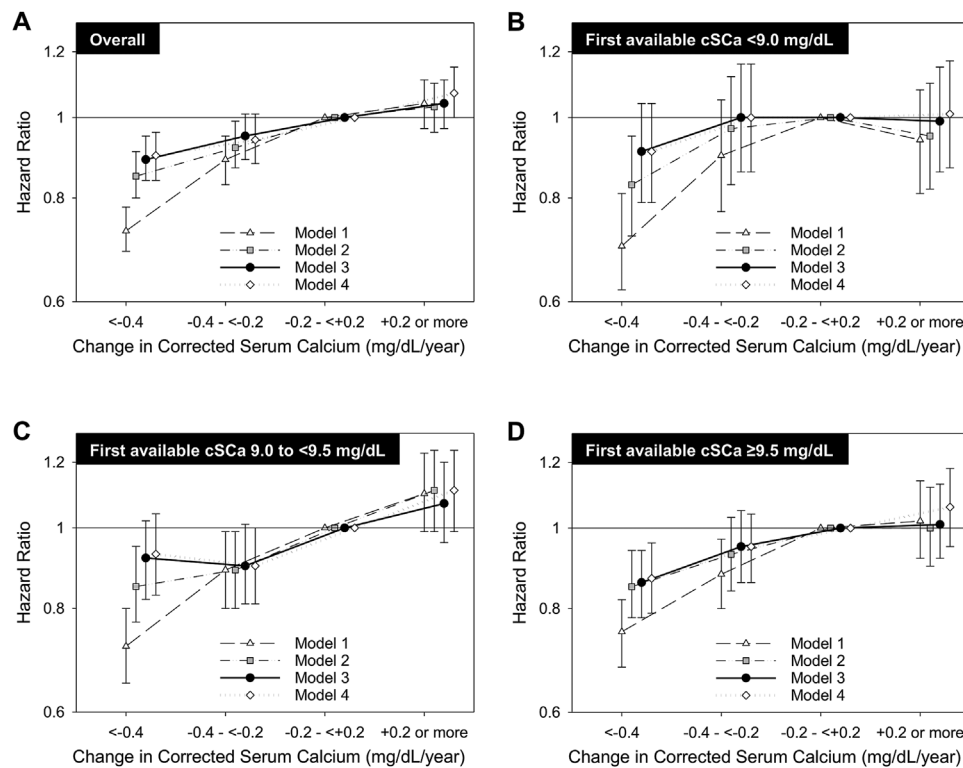 A
Overall
1.2
1
0.8
0.6
Hazard Ratio
Model 1
Model 2
Model 3
Model 4
<-0.4
-0.4 - <-0.2
-0.2 - <+0.2
+0.2 or more
Change in Corrected Serum Calcium (mg/dL/year)
B
First available cSCa <9.0 mg/dL
1.2
1
0.8
0.6
Hazard Ratio
Model 1
Model 2
Model 3
Model 4
<-0.4
-0.4 - <-0.2
-0.2 - <+0.2
+0.2 or more
Change in Corrected Serum Calcium (mg/dL/year)
C
First available cSCa 9.0 to <9.5 mg/dL
1.2
1
0.8
0.6
Hazard Ratio
Model 1
Model 2
Model 3
Model 4
<-0.4
-0.4 - <-0.2
-0.2 - <+0.2
+0.2 or more
Change in Corrected Serum Calcium (mg/dL/year)
D
First available cSCa ≥9.5 mg/dL
1.2
1
0.8
0.6
Hazard Ratio
Model 1
Model 2
Model 3
Model 4
<-0.4
-0.4 - <-0.2
-0.2 - <+0.2
+0.2 or more
Change in Corrected Serum Calcium (mg/dL/year)